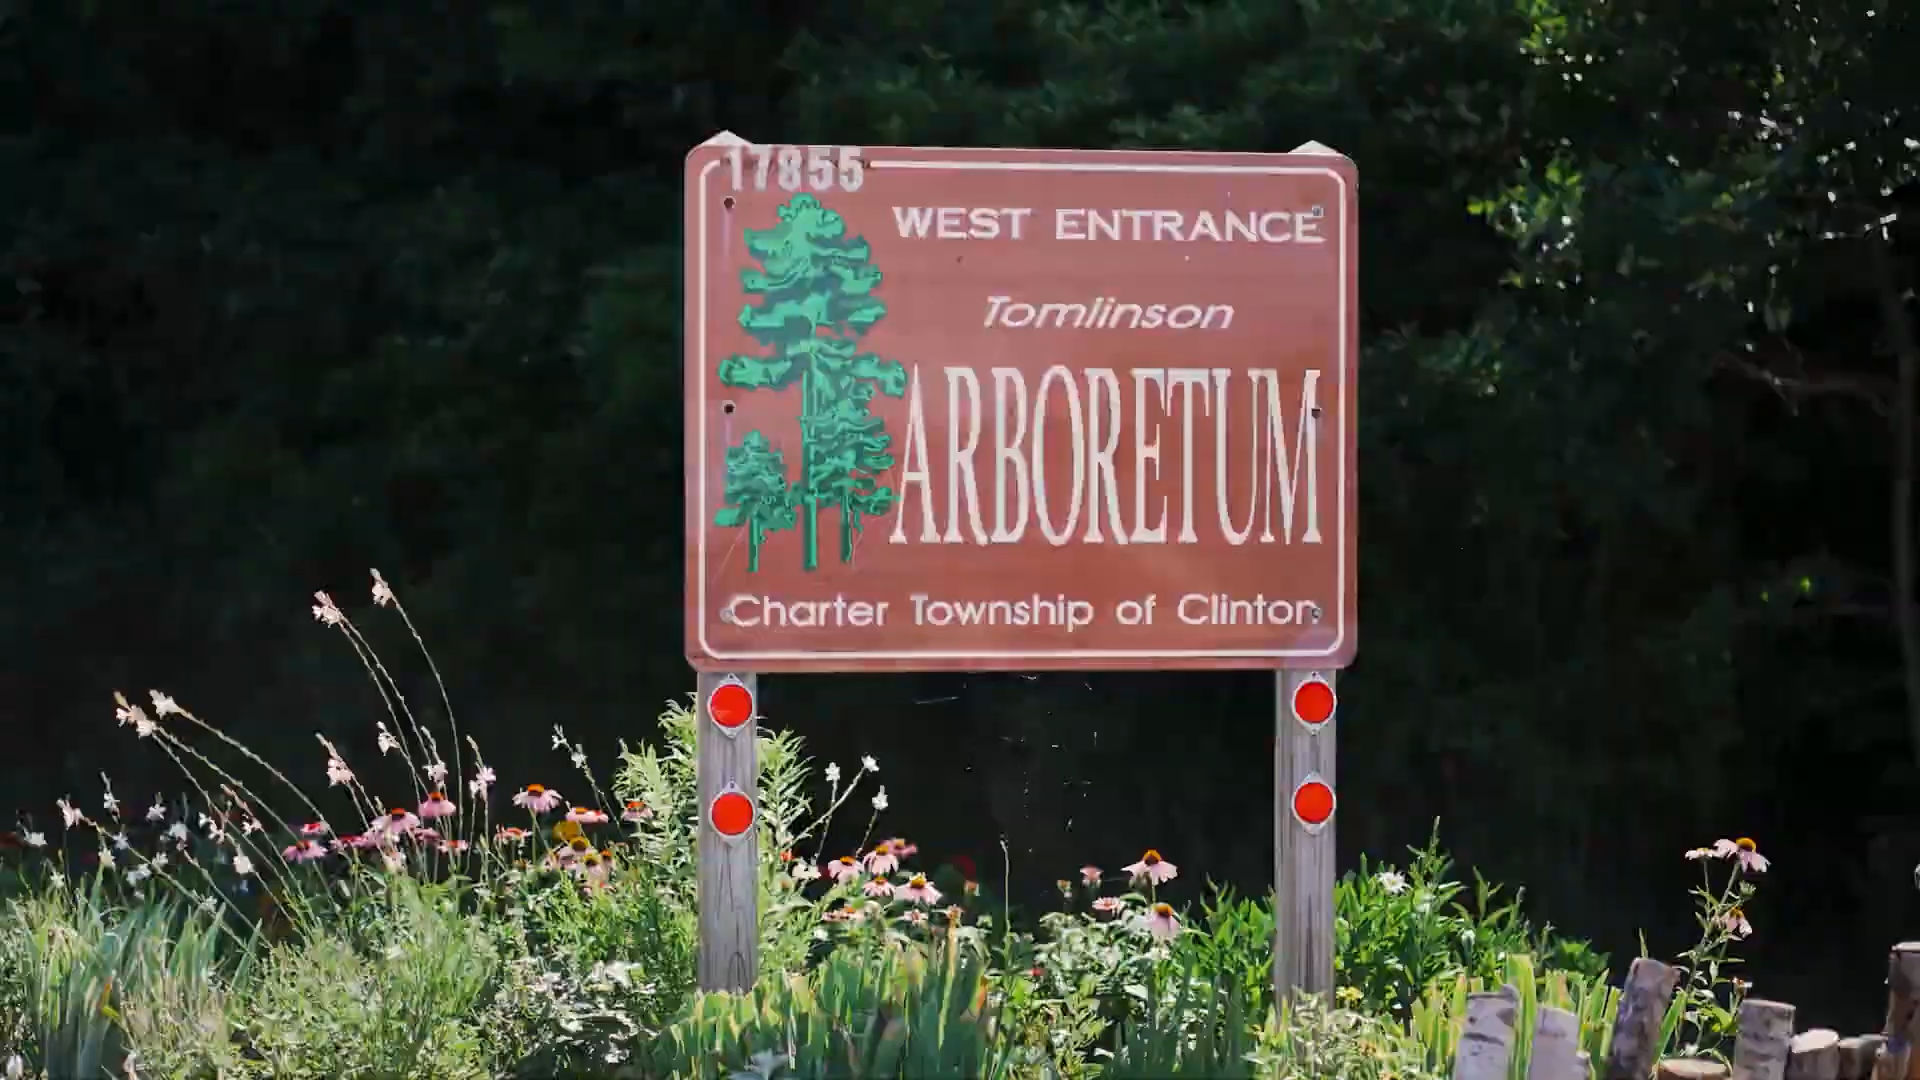 17855
WEST ENTRANCE
Tomlinson
ARBORETUM
Charter Township of Clinton